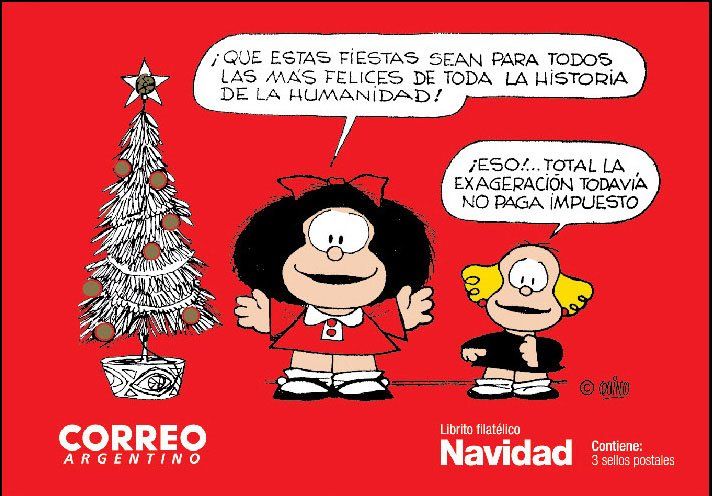 ¡QUE ESTAS FIESTAS SEAN PARA TODOS
LAS MÁS FELICES DE TODA LA HISTORIA
DE LA HUMANIDAD!
¡ESO!... TOTAL LA
EXAGERACIÓN TODAVÍA
NO PAGA IMPUESTO
© QUINO
CORREO
ARGENTINO
Librito filatélico
Navidad
Contiene:
3 sellos postales